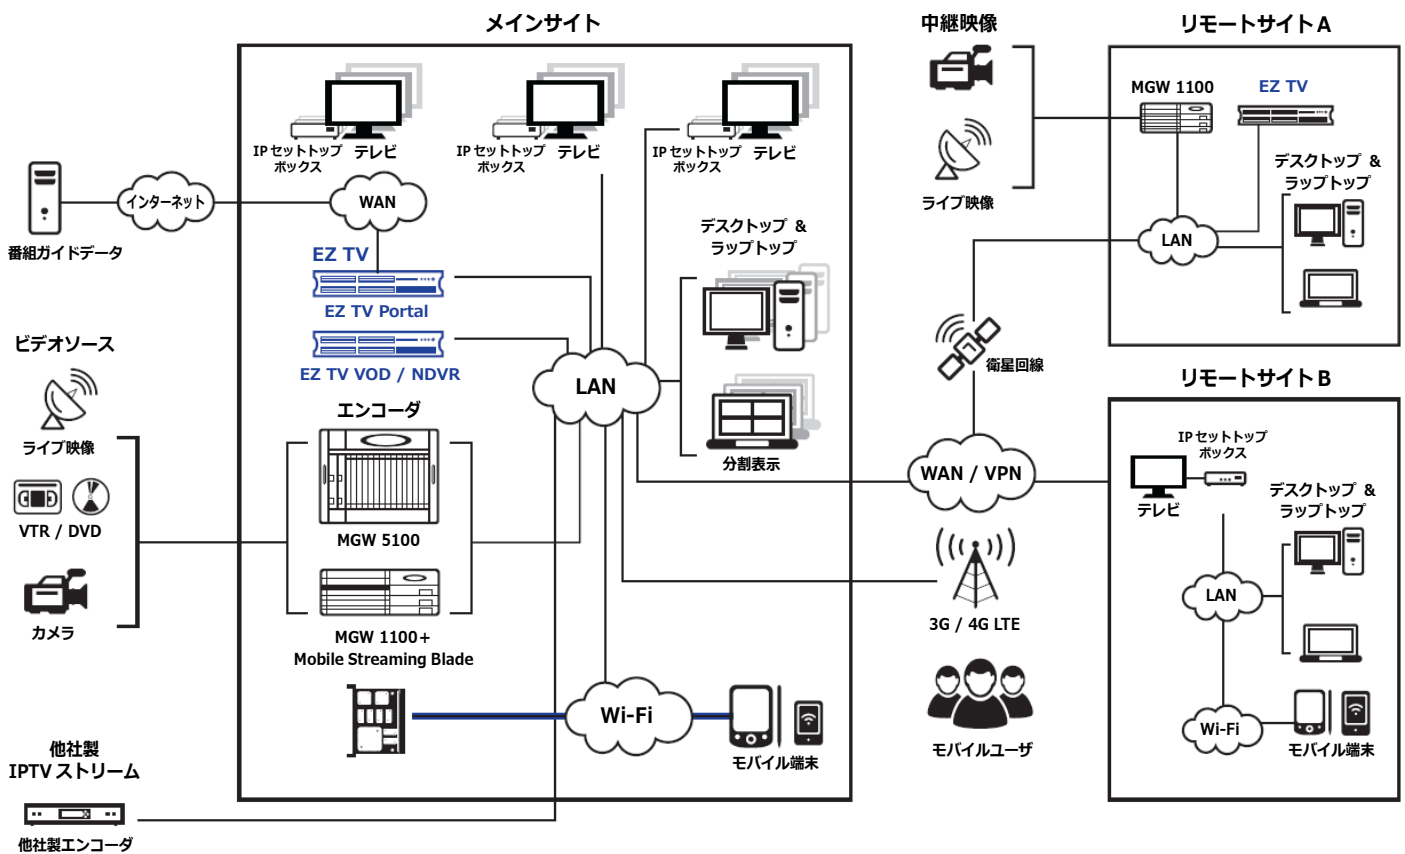 メインサイト
IP セットトップ
ボックス
テレビ
IP セットトップ
ボックス
テレビ
IP セットトップ
ボックス
テレビ
番組ガイドデータ
インターネット
WAN
EZ TV
EZ TV Portal
EZ TV VOD / NDVR
デスクトップ &
ラップトップ
分割表示
LAN
ビデオソース
ライブ映像
VTR / DVD
カメラ
エンコーダ
MGW 5100
MGW 1100+
Mobile Streaming Blade
Wi-Fi
モバイル端末
他社製
IPTV ストリーム
他社製エンコーダ
中継映像
ライブ映像
衛星回線
WAN / VPN
3G / 4G LTE
モバイルユーザ
リモートサイト A
MGW 1100
EZ TV
デスクトップ &
ラップトップ
LAN
リモートサイト B
IP セットトップ
ボックス
テレビ
デスクトップ &
ラップトップ
LAN
Wi-Fi
モバイル端末